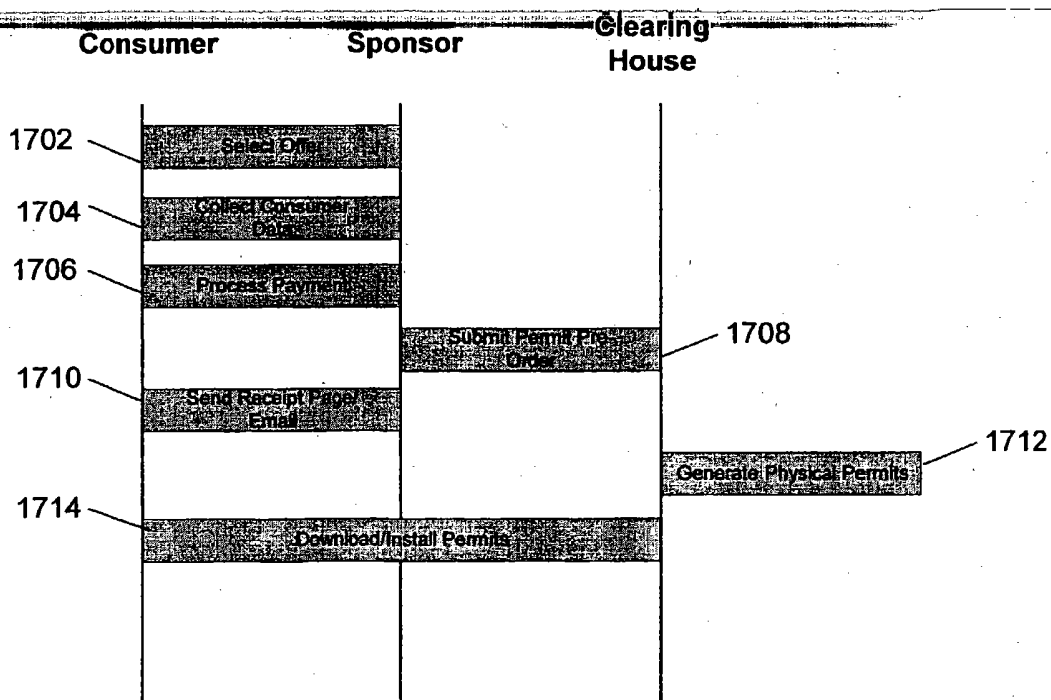 Consumer
Sponsor
Clearing
House
1702
Select Offer
1704
Collect Consumer
Data
1706
Process Payment
1708
Submit Permit Pre-
Order
1710
Send Receipt Page/
Email
1712
Generate Physical Permits
1714
Download/Install Permits